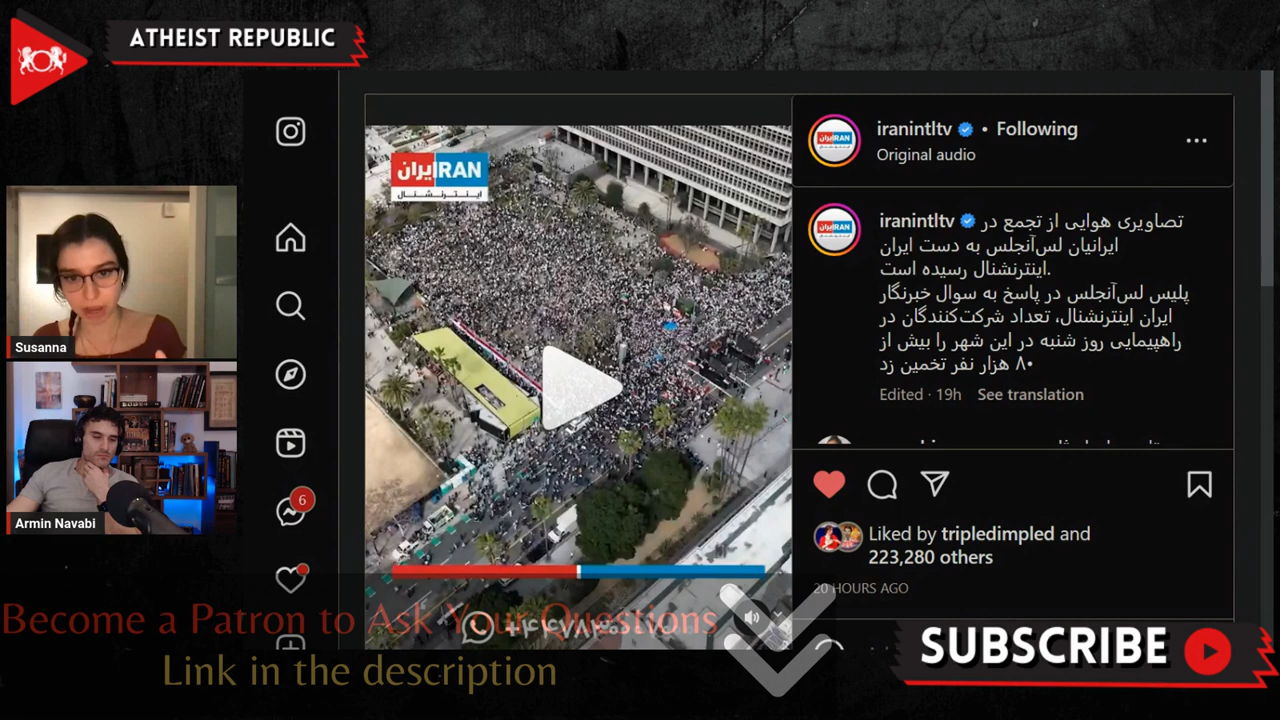 ATHEIST REPUBLIC
Susanna
Armin Navabi
6
ایران IRAN
اینترنشنال
iranintltv • Following
Original audio
iranintltv تصاویری هوایی از تجمع در
ایرانیان لس‌آنجلس به دست ایران
اینترنشنال رسیده است.
پلیس لس‌آنجلس در پاسخ به سوال خبرنگار
ایران اینترنشنال، تعداد شرکت‌کنندگان در
راهپیمایی روز شنبه در این شهر را بیش از
۸۰ هزار نفر تخمین زد
Edited · 19h See translation
Liked by tripledimpled and
223,280 others
20 HOURS AGO
Become a Patron to Ask Your Questions
Link in the description
SUBSCRIBE